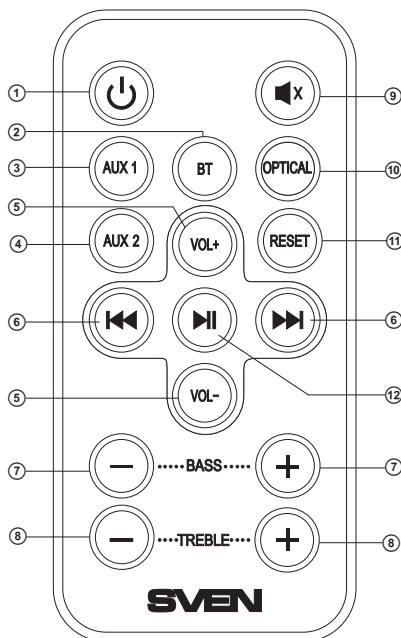 1
9
2
3
AUX 1
BT
OPTICAL
10
5
4
AUX 2
VOL+
RESET
11
6
6
12
5
VOL–
7
BASS
7
8
TREBLE
8
SVEN